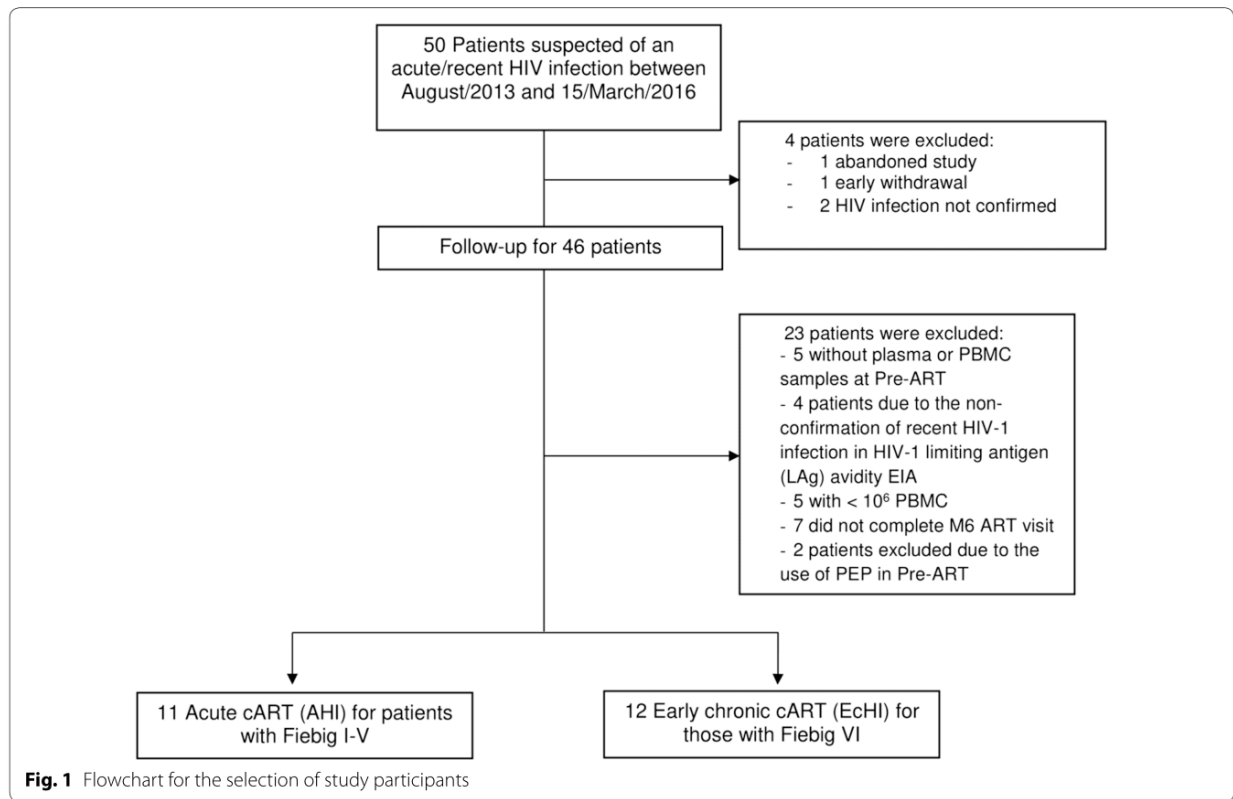 50 Patients suspected of an
acute/recent HIV infection between
August/2013 and 15/March/2016
4 patients were excluded:
- 1 abandoned study
- 1 early withdrawal
- 2 HIV infection not confirmed
Follow-up for 46 patients
23 patients were excluded:
- 5 without plasma or PBMC
samples at Pre-ART
- 4 patients due to the non-
confirmation of recent HIV-1
infection in HIV-1 limiting antigen
(LAg) avidity EIA
- 5 with < 10⁶ PBMC
- 7 did not complete M6 ART visit
- 2 patients excluded due to the
use of PEP in Pre-ART
11 Acute cART (AHI) for patients
with Fiebig I-V
12 Early chronic cART (EcHI) for
those with Fiebig VI
Fig. 1 Flowchart for the selection of study participants